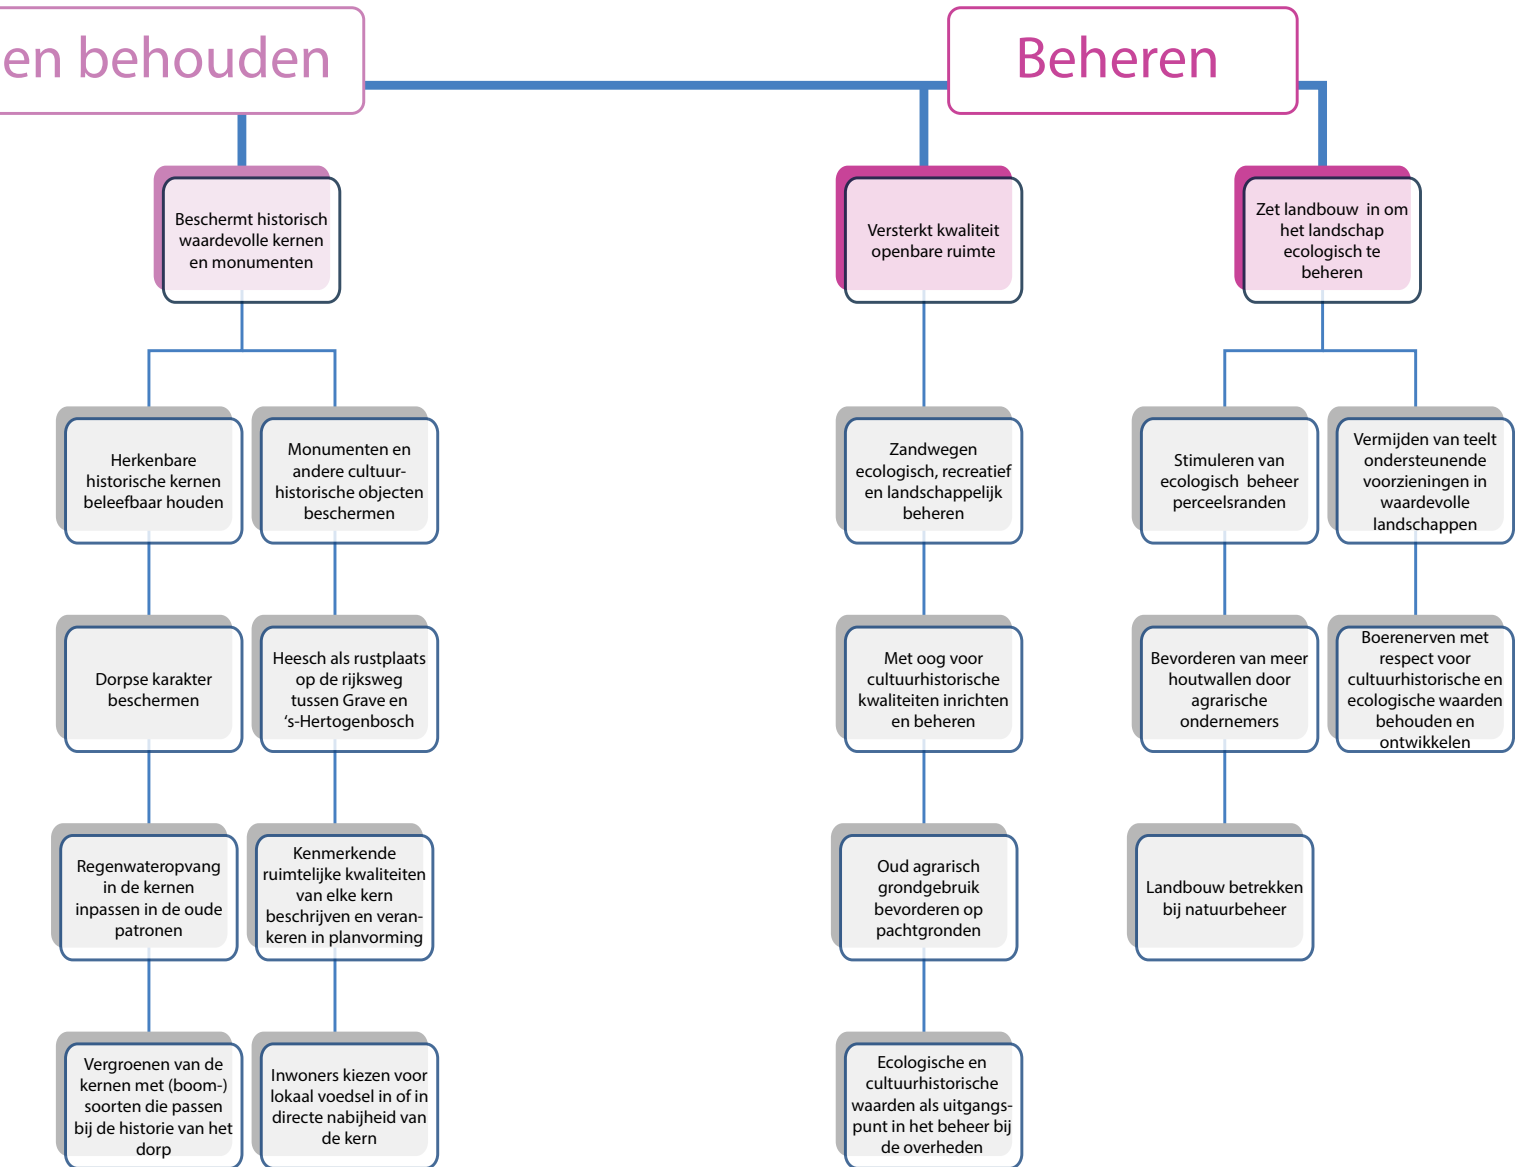 en behouden
Beheren
Beschermt historisch
waardevolle kernen
en monumenten
Versterkt kwaliteit
openbare ruimte
Zet landbouw in om
het landschap
ecologisch te
beheren
Herkenbare
historische kernen
beleefbaar houden
Monumenten en
andere cultuur-
historische objecten
beschermen
Zandwegen
ecologisch, recreatief
en landschappelijk
beheren
Stimuleren van
ecologisch beheer
perceelsranden
Vermijden van teelt
ondersteunende
voorzieningen in
waardevolle
landschappen
Dorpse karakter
beschermen
Heesch als rustplaats
op de rijksweg
tussen Grave en
‘s-Hertogenbosch
Met oog voor
cultuurhistorische
kwaliteiten inrichten
en beheren
Bevorderen van meer
houtwallen door
agrarische
ondernemers
Boerenerven met
respect voor
cultuurhistorische en
ecologische waarden
behouden en
ontwikkelen
Regenwateropvang
in de kernen
inpassen in de oude
patronen
Kenmerkende
ruimtelijke kwaliteiten
van elke kern
beschrijven en veran-
keren in planvorming
Oud agrarisch
grondgebruik
bevorderen op
pachtgronden
Landbouw betrekken
bij natuurbeheer
Vergroenen van de
kernen met (boom-)
soorten die passen
bij de historie van het
dorp
Inwoners kiezen voor
lokaal voedsel in of in
directe nabijheid van
de kern
Ecologische en
cultuurhistorische
waarden als uitgangs-
punt in het beheer bij
de overheden